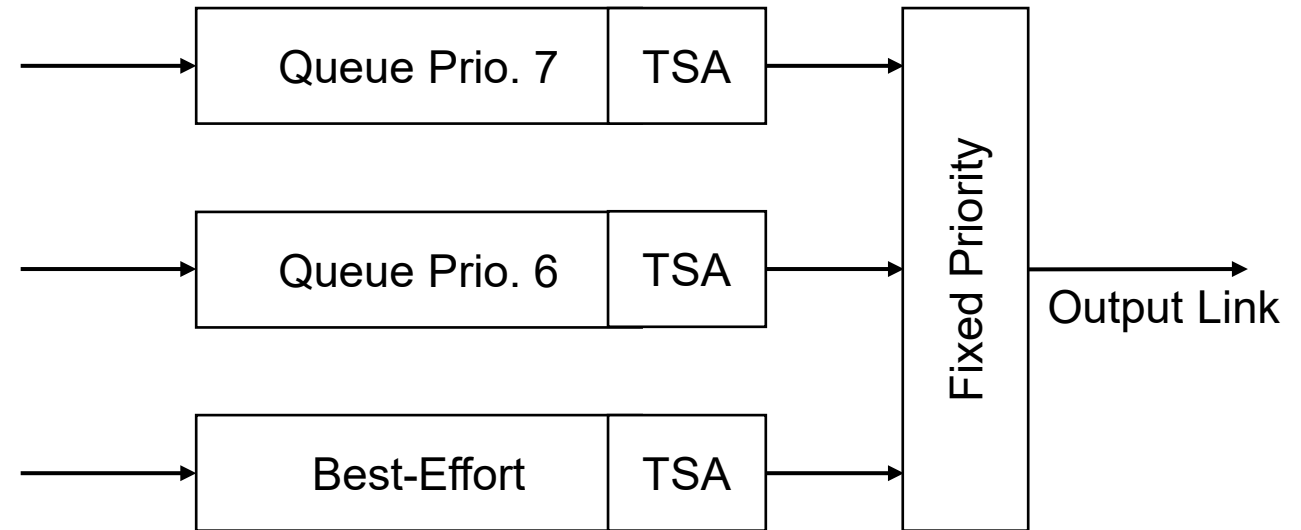 Queue Prio. 7
TSA
Queue Prio. 6
TSA
Best-Effort
TSA
Fixed Priority
Output Link